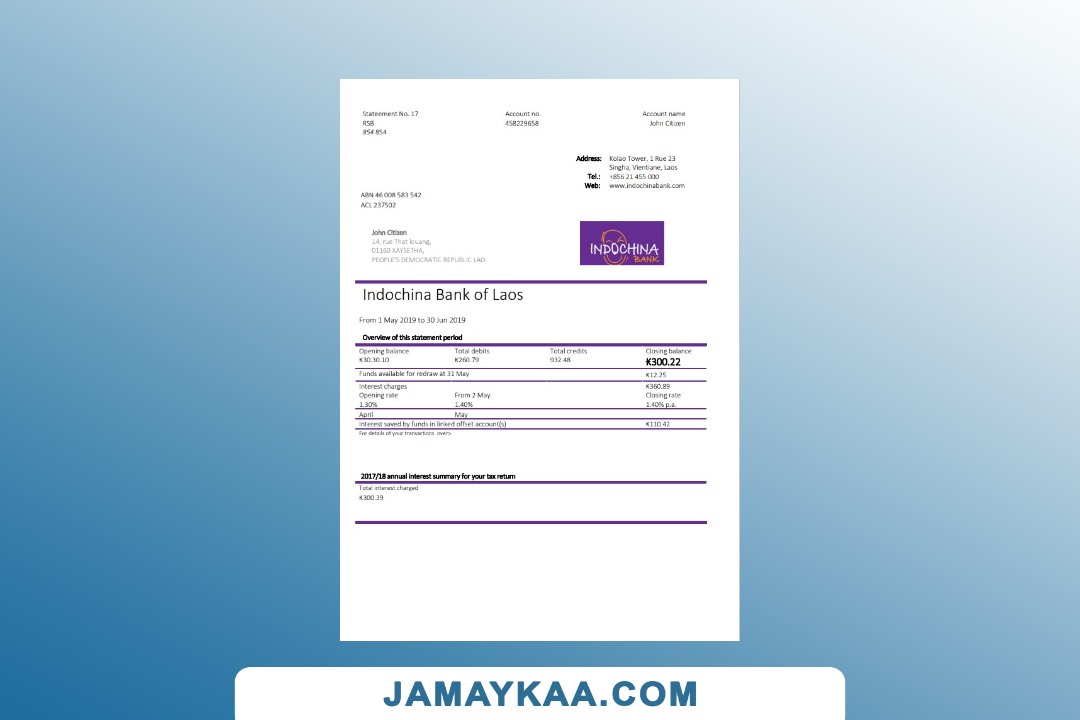 Stateement No. 17
RSB
854 854
Account no.
458229658
Account name
John Citizen
Address: Kolao Tower, 1 Rue 23
Singha, Vientiane, Laos
Tel.: +856 21 455 000
Web: www.indochinabank.com
ABN 46 008 583 542
ACL 237502
John Citizen
14, rue That louang,
01160 XAYSETHA,
PEOPLE'S DEMOCRATIC REPUBLIC LAO
INDOCHINA
BANK
Indochina Bank of Laos
From 1 May 2019 to 30 Jun 2019
Overview of this statement period
Opening balance Total debits Total credits Closing balance
₭30.30.10 ₭260.79 932.48 ₭300.22
Funds available for redraw at 31 May ₭12.25
Interest charges ₭360.89
Opening rate From 2 May Closing rate
1.30% 1.40% 1.40% p.a.
April May
Interest saved by funds in linked offset account(s) ₭110.42
For details of your transactions over>
2017/18 annual interest summary for your tax return
Total interest charged
₭300.39
JAMAYKAA.COM